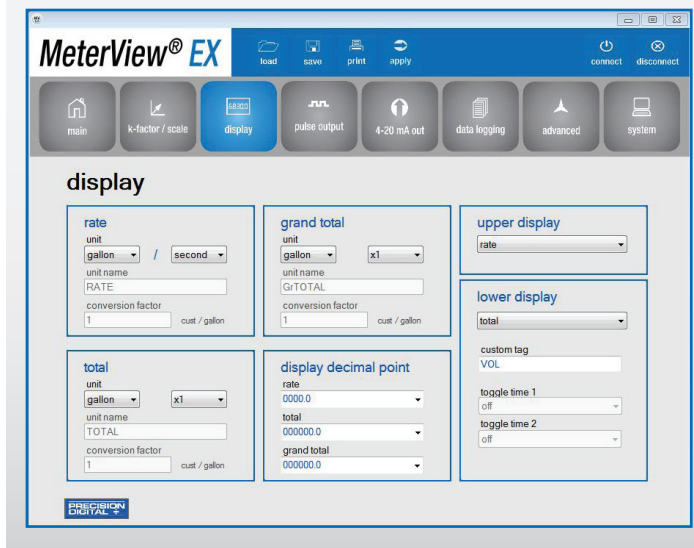 MeterView® EX
load save print apply connect disconnect
main k-factor / scale display pulse output 4-20 mA out data logging advanced system
display
rate
unit
gallon / second
unit name
RATE
conversion factor
1 cust / gallon
grand total
unit
gallon x1
unit name
GrTOTAL
conversion factor
1 cust / gallon
upper display
rate
lower display
total
custom tag
VOL
toggle time 1
off
toggle time 2
off
total
unit
gallon x1
unit name
TOTAL
conversion factor
1 cust / gallon
display decimal point
rate
0000.0
total
000000.0
grand total
000000.0
PRECISION
DIGITAL +